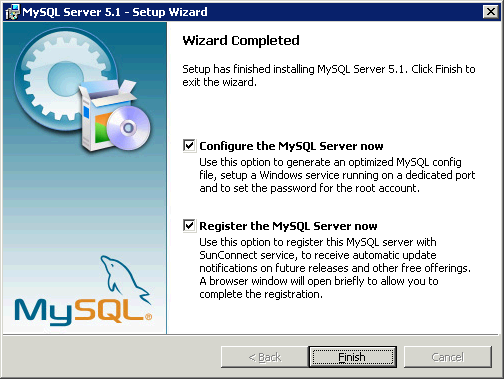 MySQL Server 5.1 - Setup Wizard
Wizard Completed
Setup has finished installing MySQL Server 5.1. Click Finish to
exit the wizard.
Configure the MySQL Server now
Use this option to generate an optimized MySQL config
file, setup a Windows service running on a dedicated port
and to set the password for the root account.
Register the MySQL Server now
Use this option to register this MySQL server with
SunConnect service, to receive automatic update
notifications on future releases and other free offerings.
A browser window will open briefly to allow you to
complete the registration.
MySQL®
< Back
Finish
Cancel